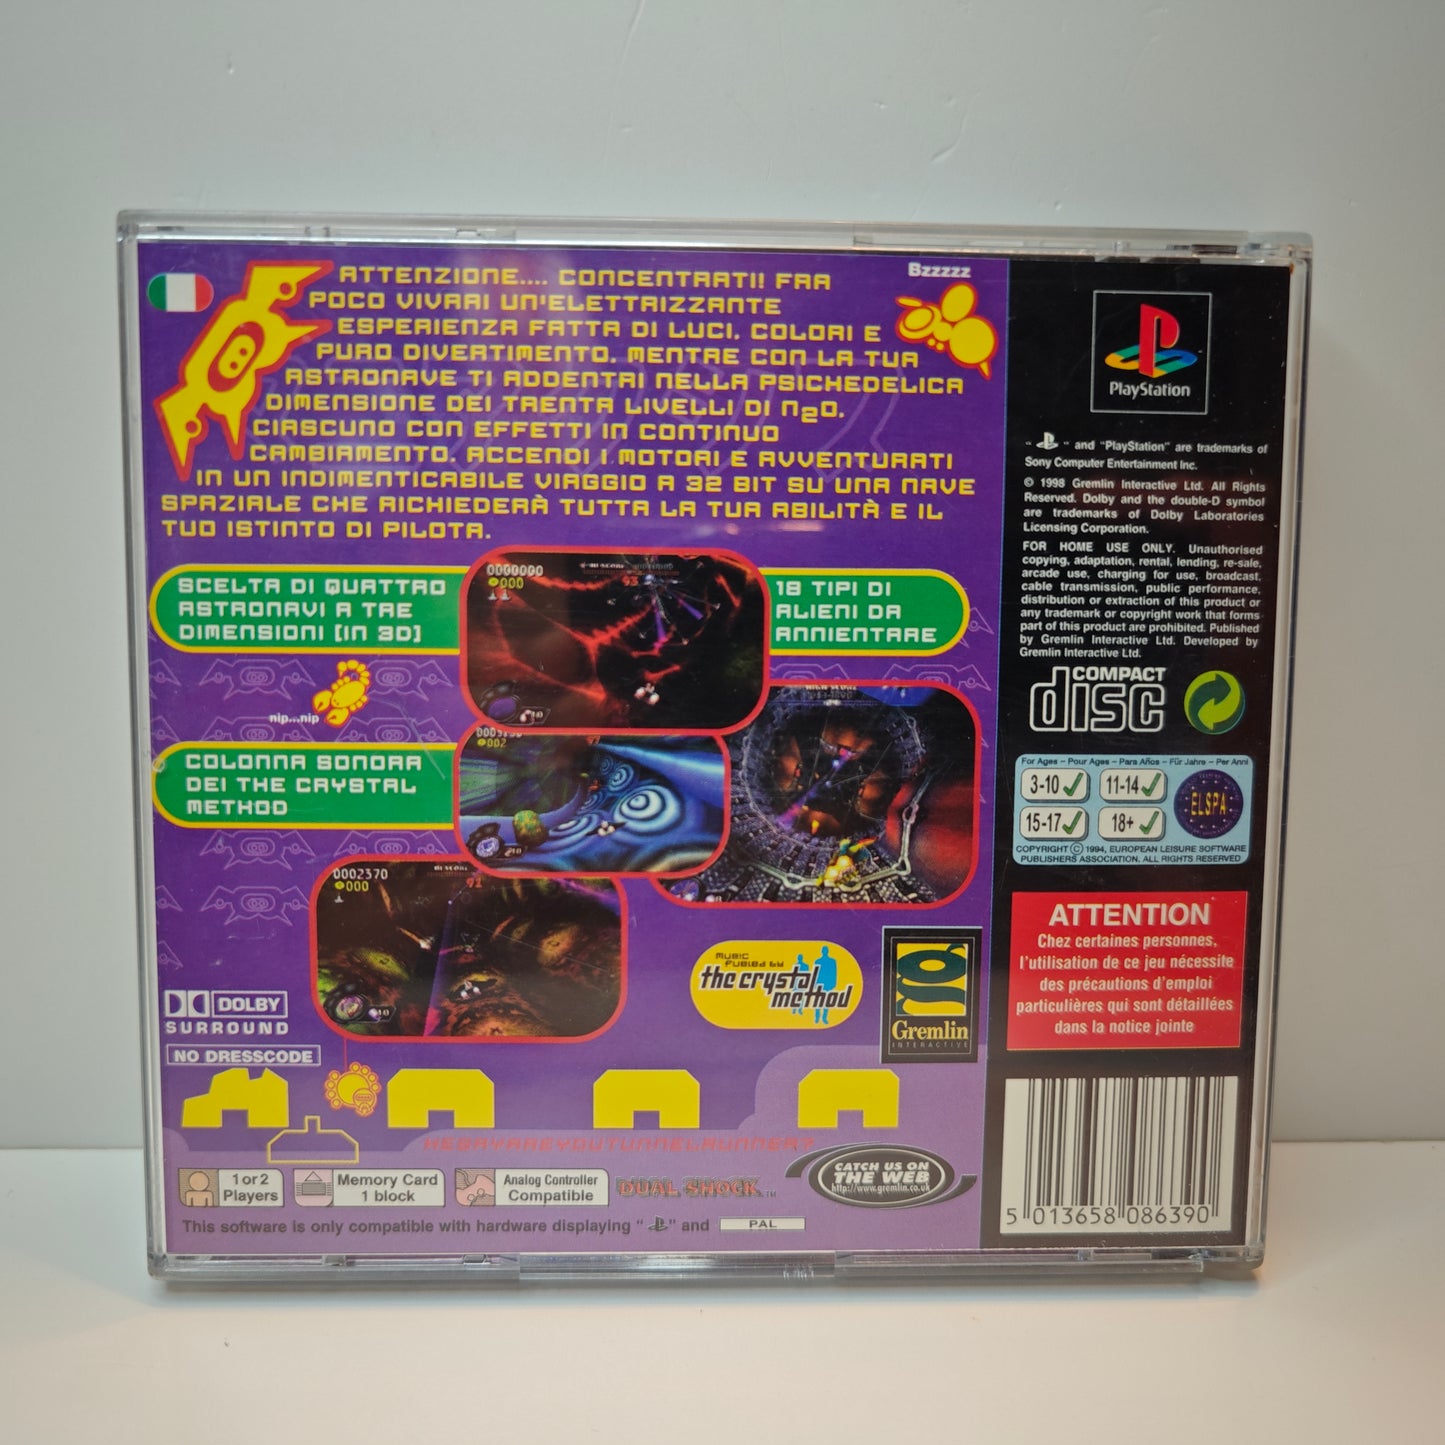 ATTENZIONE.... CONCENTRATI! FRA
POCO VIVRAI UN'ELETTRIZZANTE
ESPERIENZA FATTA DI LUCI, COLORI E
PURO DIVERTIMENTO. MENTRE CON LA TUA
ASTRONAVE TI ADDENTRI NELLA PSICHEDELICA
DIMENSIONE DEI TRENTA LIVELLI DI N2O,
CIASCUNO CON EFFETTI IN CONTINUO
CAMBIAMENTO, ACCENDI I MOTORI E AVVENTURATI
IN UN INDIMENTICABILE VIAGGIO A 32 BIT SU UNA NAVE
SPAZIALE CHE RICHIEDERÀ TUTTA LA TUA ABILITÀ E IL
TUO ISTINTO DI PILOTA.
Bzzzzz
SCELTA DI QUATTRO
ASTRONAVI A TRE
DIMENSIONI [IN 3D]
18 TIPI DI
ALIENI DA
ANNIENTARE
nip...nip
COLONNA SONORA
DEI THE CRYSTAL
METHOD
0000000
000
93
002
0002370
000
91
MUSIC
FUELED BY
the crystal
method
Gremlin
INTERACTIVE
DOLBY
SURROUND
NO DRESSCODE
HEGAYAREYOUTUNNELRUNNER?
1 or 2
Players
Memory Card
1 block
Analog Controller
Compatible
DUAL SHOCK™
CATCH US ON
THE WEB
http://www.gremlin.co.uk
This software is only compatible with hardware displaying " " and PAL
PlayStation
" " and "PlayStation" are trademarks of
Sony Computer Entertainment Inc.
© 1998 Gremlin Interactive Ltd. All Rights
Reserved. Dolby and the double-D symbol
are trademarks of Dolby Laboratories
Licensing Corporation.
FOR HOME USE ONLY. Unauthorised
copying, adaptation, rental, lending, re-sale,
arcade use, charging for use, broadcast,
cable transmission, public performance,
distribution or extraction of this product or
any trademark or copyright work that forms
part of this product are prohibited. Published
by Gremlin Interactive Ltd. Developed by
Gremlin Interactive Ltd.
COMPACT
disc
For Ages – Pour Ages – Para Años – Für Jahre – Per Anni
3-10 11-14
15-17 18+
ELSPA
COPYRIGHT © 1994, EUROPEAN LEISURE SOFTWARE
PUBLISHERS ASSOCIATION. ALL RIGHTS RESERVED
ATTENTION
Chez certaines personnes,
l'utilisation de ce jeu nécessite
des précautions d'emploi
particulières qui sont détaillées
dans la notice jointe
5 013658 086390